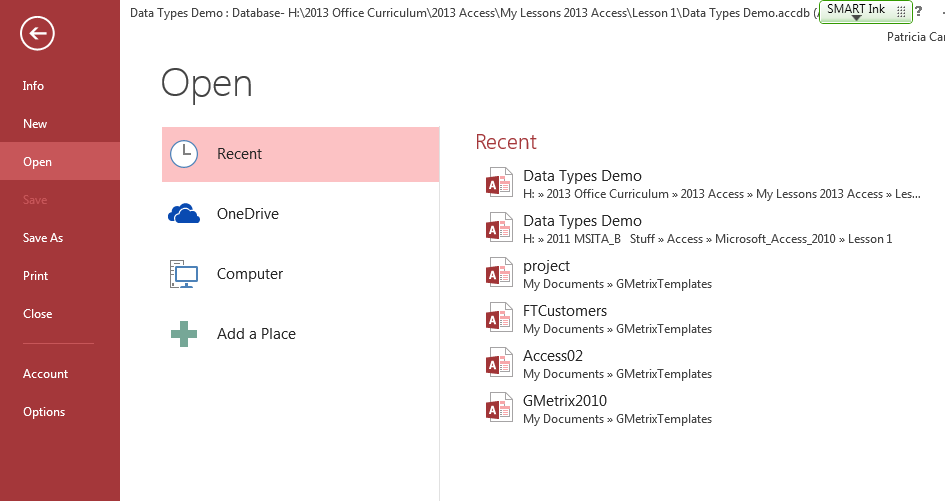 Data Types Demo : Database- H:\2013 Office Curriculum\2013 Access\My Lessons 2013 Access\Lesson 1\Data Types Demo.accdb (
SMART Ink
?
Patricia Car
Info
New
Open
Save
Save As
Print
Close
Account
Options
Open
Recent
OneDrive
Computer
Add a Place
Recent
Data Types Demo
H: » 2013 Office Curriculum » 2013 Access » My Lessons 2013 Access » Les...
Data Types Demo
H: » 2011 MSITA_B   Stuff » Access » Microsoft_Access_2010 » Lesson 1
project
My Documents » GMetrixTemplates
FTCustomers
My Documents » GMetrixTemplates
Access02
My Documents » GMetrixTemplates
GMetrix2010
My Documents » GMetrixTemplates